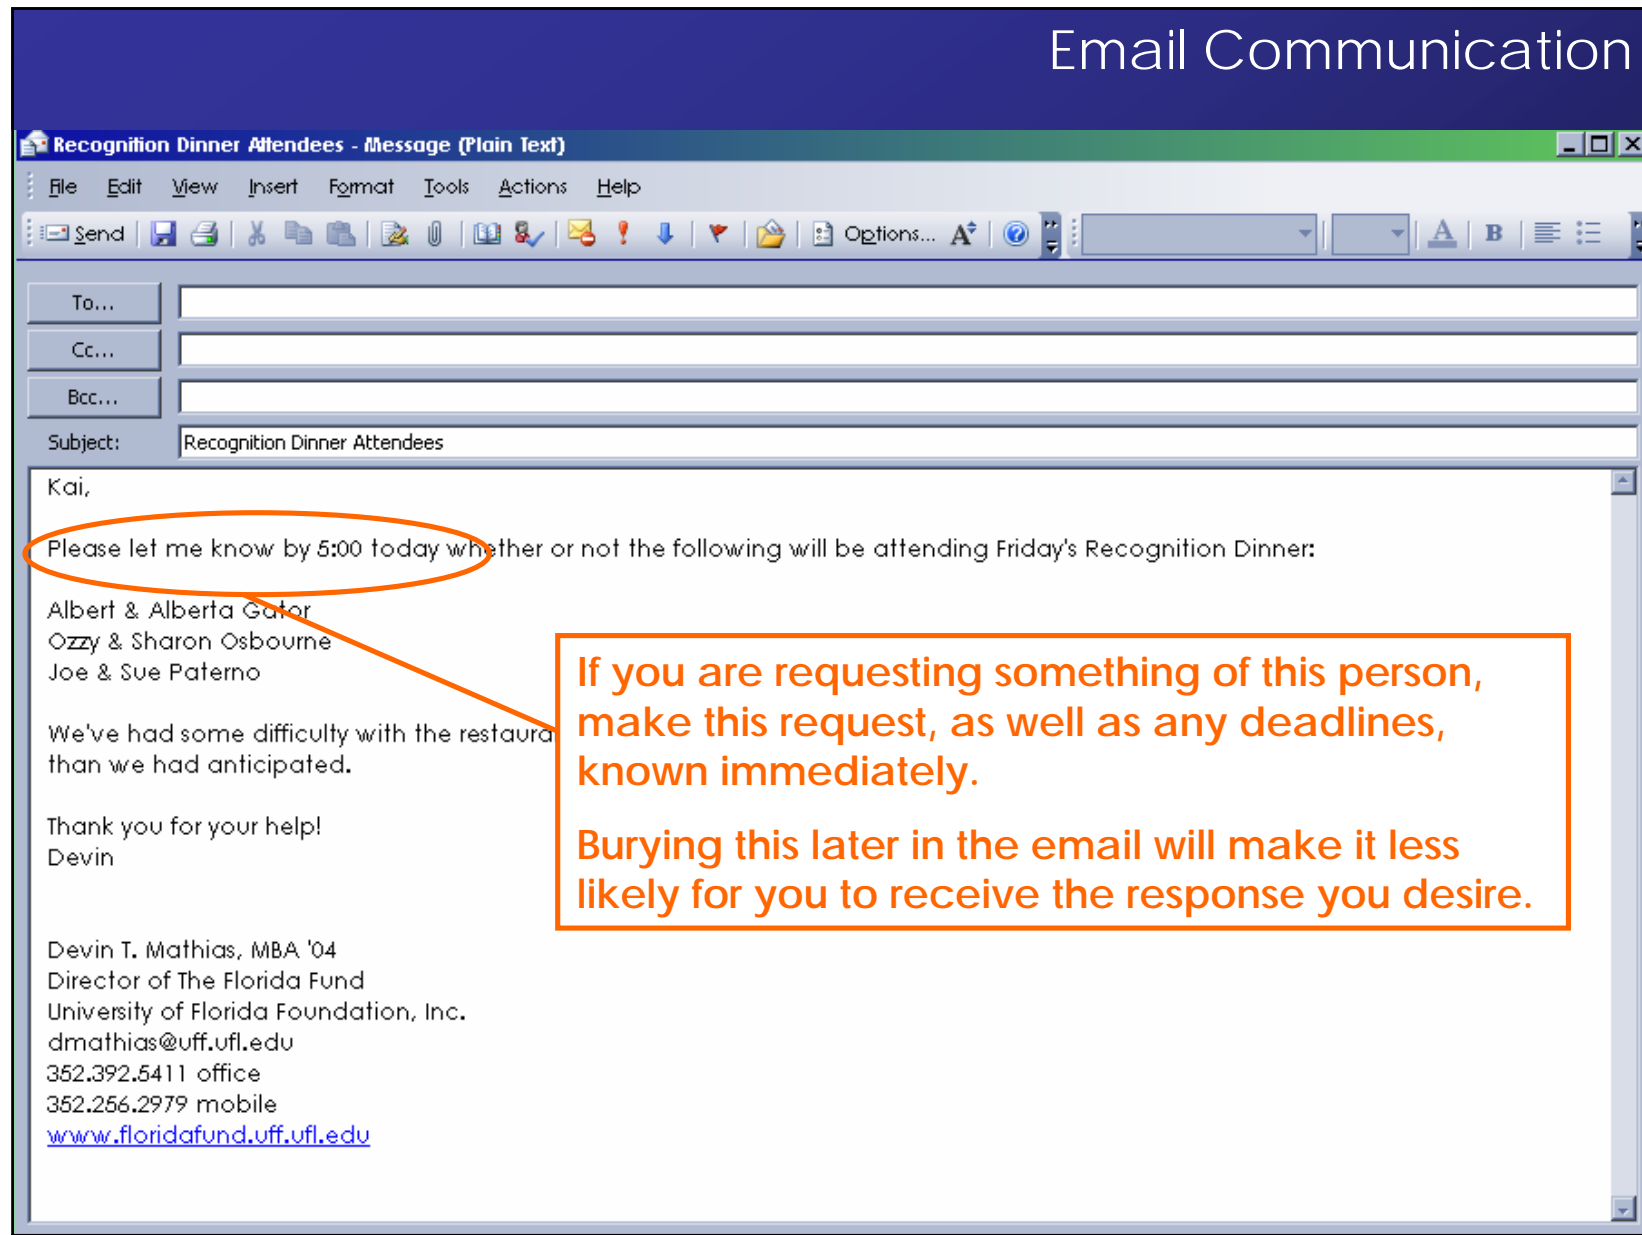 Email Communication
Recognition Dinner Attendees - Message (Plain Text)
File Edit View Insert Format Tools Actions Help
Send Options...
To...
Cc...
Bcc...
Subject: Recognition Dinner Attendees
Kai,
Please let me know by 5:00 today whether or not the following will be attending Friday's Recognition Dinner:
Albert & Alberta Gator
Ozzy & Sharon Osbourne
Joe & Sue Paterno
We've had some difficulty with the
than we had anticipated.
Thank you for your help!
Devin
If you are requesting something of this person,
make this request, as well as any deadlines,
known immediately.
Burying this later in the email will make it less
likely for you to receive the response you desire.
Devin T. Mathias, MBA '04
Director of The Florida Fund
University of Florida Foundation, Inc.
dmathias@uff.ufl.edu
352.392.5411 office
352.256.2979 mobile
www.floridafund.uff.ufl.edu